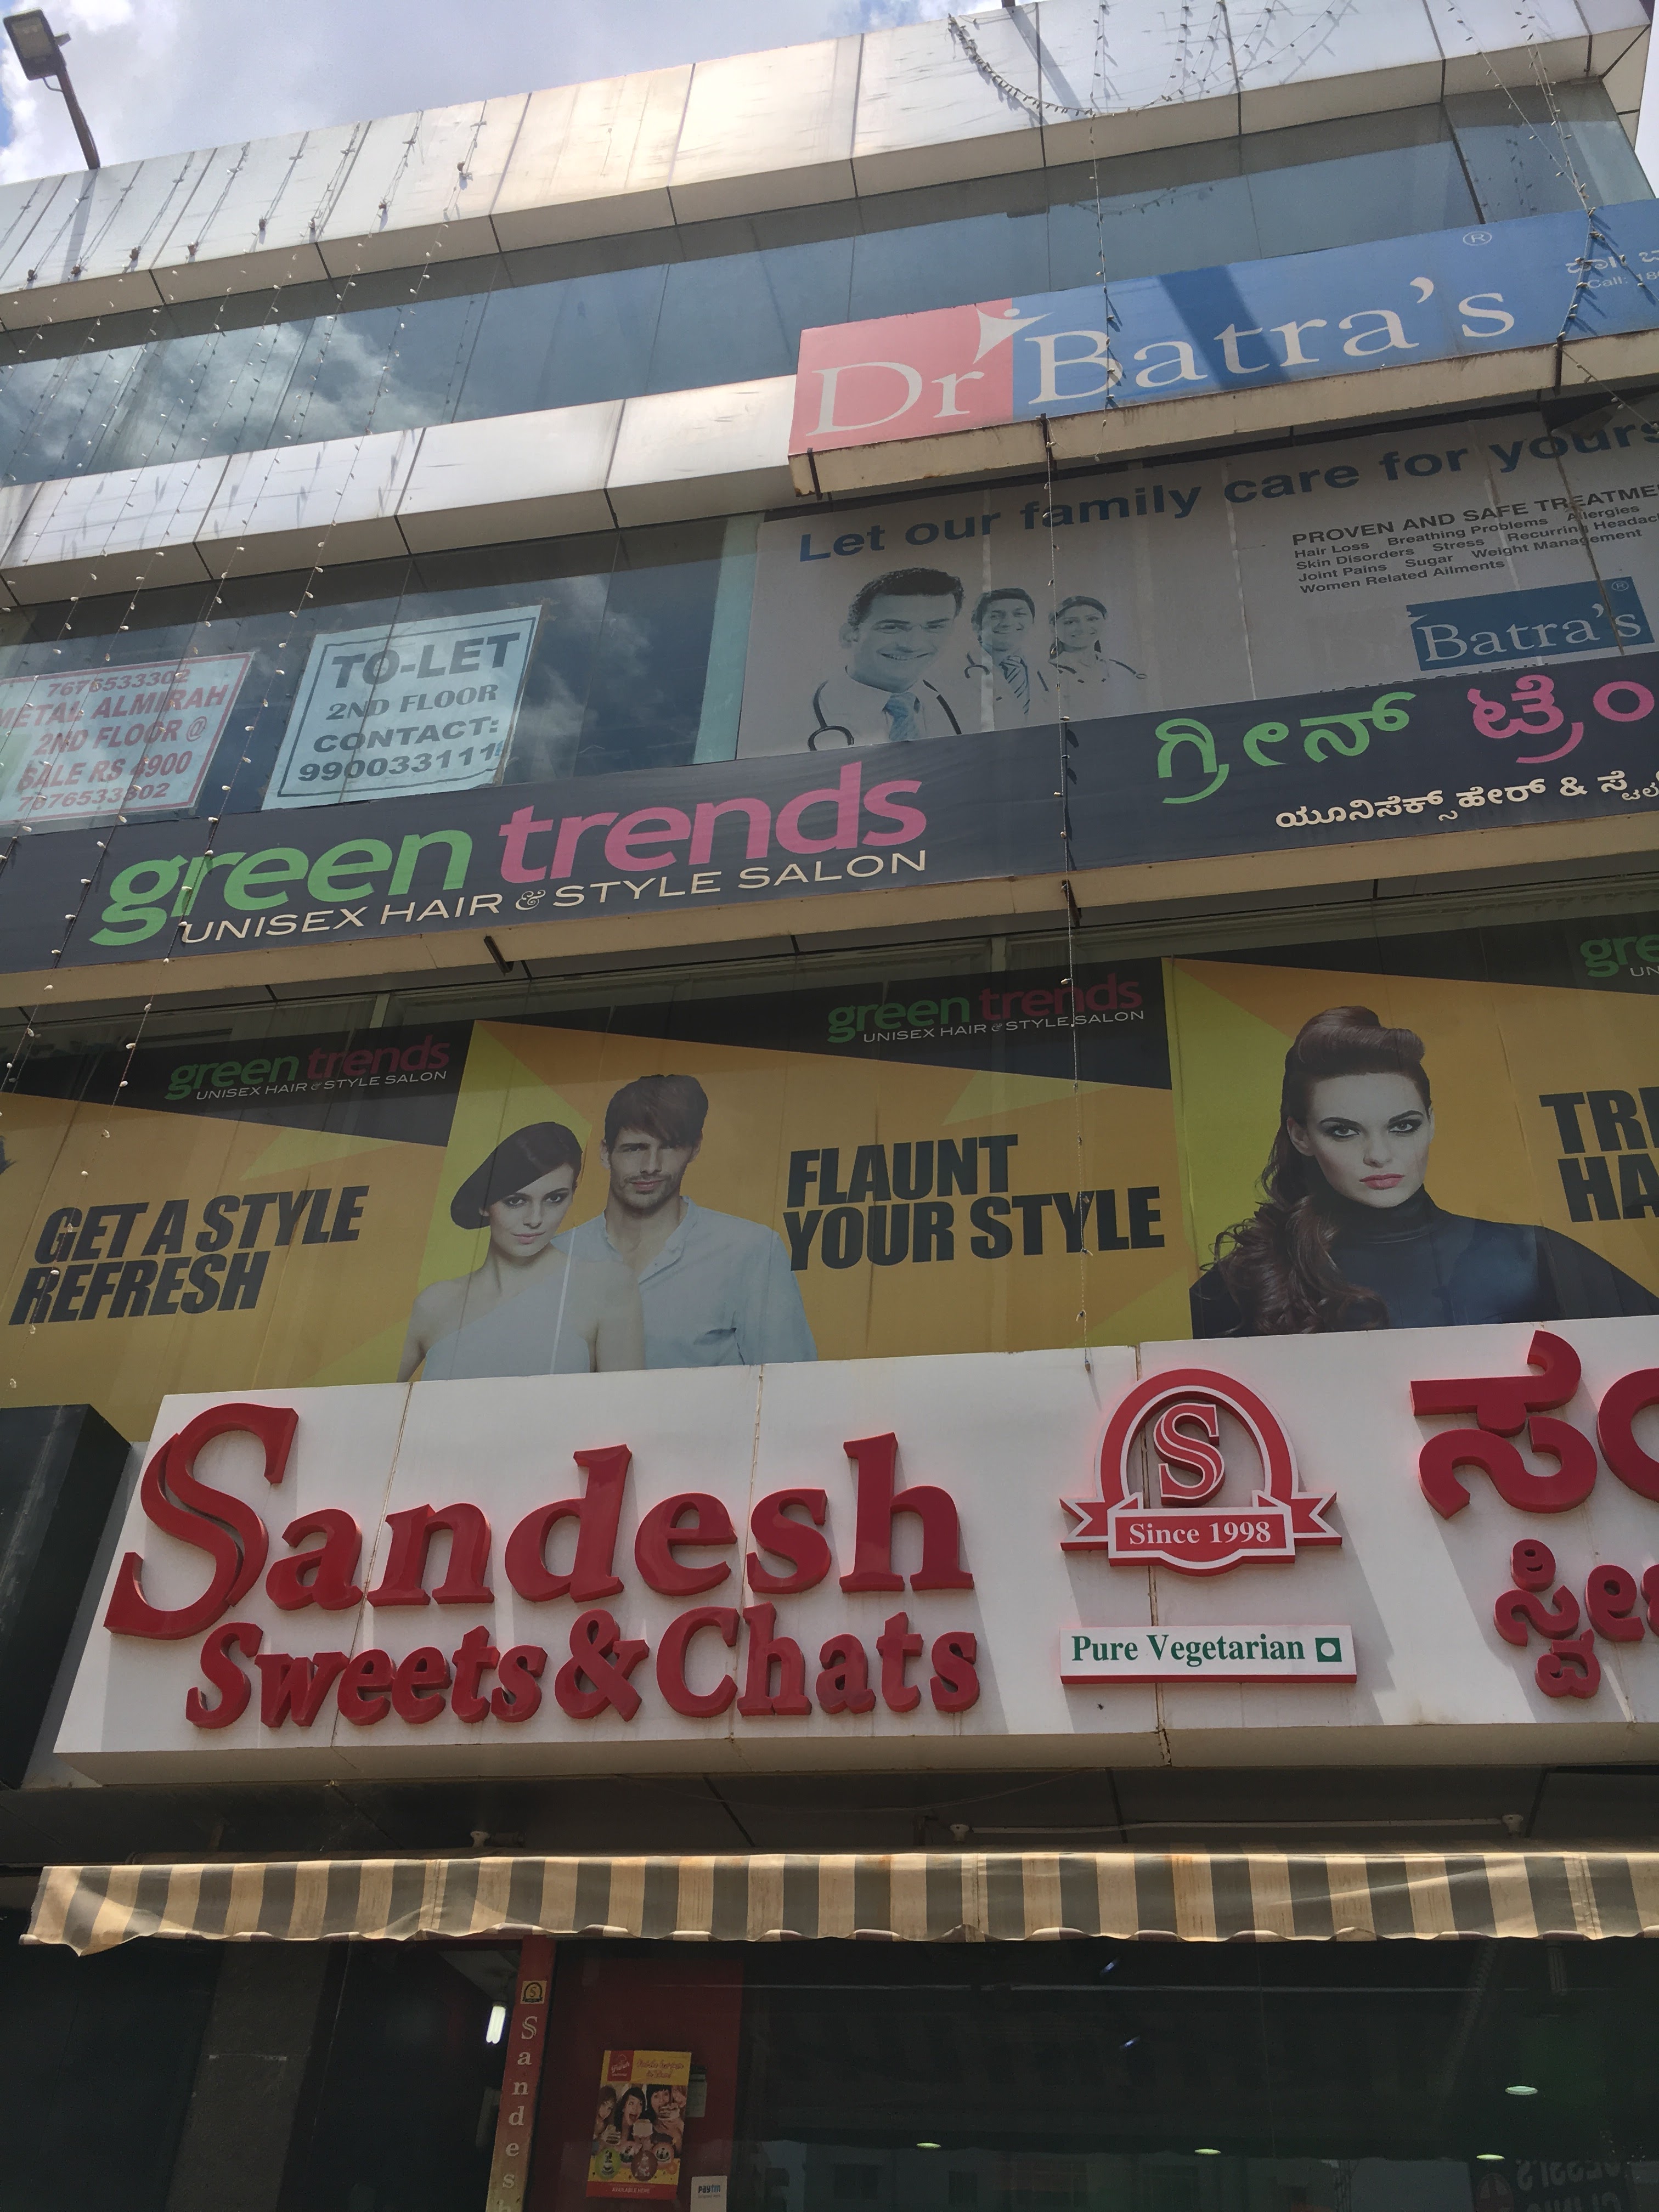 Dr Batra's ®
Let our family care for yours
PROVEN AND SAFE
Hair Loss Breathing Problems Allergies
Skin Disorders Stress Recurring
Joint Pains Sugar Weight Management
Women Related Ailments
Batra's ®
TO-LET
2ND FLOOR
CONTACT:
7676533302
METAL ALMIRAH
2ND FLOOR @
SALE RS 4900
7676533302
green trends
UNISEX HAIR & STYLE SALON
ಗ್ರೀನ್
ಯೂನಿಸೆಕ್ಸ್ ಹೇರ್ &
green trends
UNISEX HAIR & STYLE SALON
green trends
UNISEX HAIR & STYLE SALON
GET A STYLE
REFRESH
FLAUNT
YOUR STYLE
Sandesh
Sweets & Chats
S
Since 1998
Pure Vegetarian
Sandesh
paytm